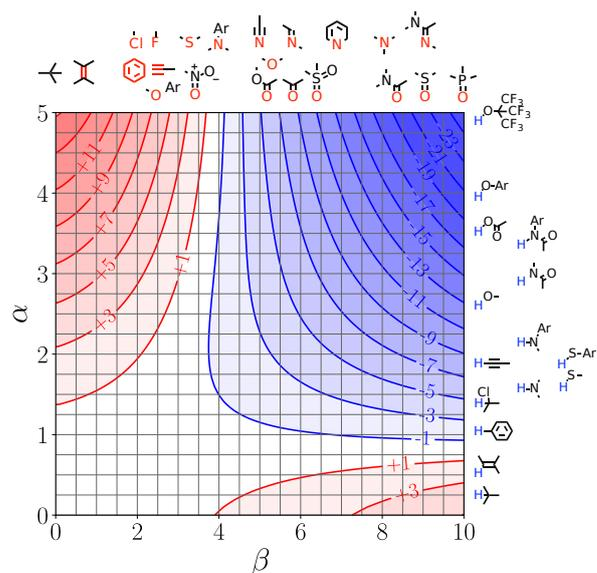 Cl F S Ar N N N N N N N
O N⁺ O⁻ O O Ar O O O S O N O S O P O
5 4 3 2 1 0
α
+11 +9 +7 +5 +3 +1
-23 -21 -19 -17 -15 -13 -11 -9 -7 -5 -3 -1
+1
+3
0 2 4 6 8 10
β
H O CF₃ CF₃ CF₃
H O-Ar
H O O
Ar H N O
H N O
H O
H-N Ar
H
H S-Ar
H S
H-N
Cl
H
H
H
H